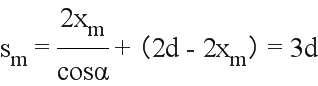 s_m = 2x_m/cosα + (2d - 2x_m) = 3d